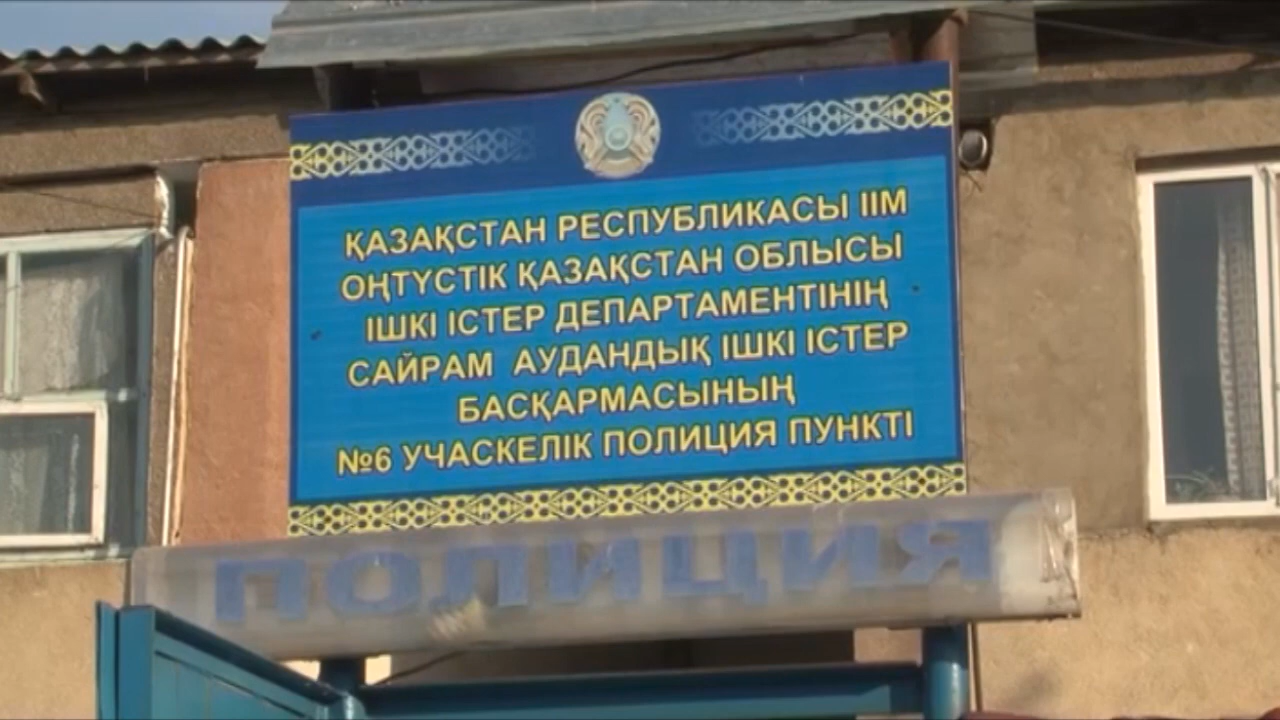 ҚАЗАҚСТАН РЕСПУБЛИКАСЫ ІІМ
ОҢТҮСТІК ҚАЗАҚСТАН ОБЛЫСЫ
ІШКІ ІСТЕР ДЕПАРТАМЕНТІНІҢ
САЙРАМ АУДАНДЫҚ ІШКІ ІСТЕР
БАСҚАРМАСЫНЫҢ
№6 УЧАСКЕЛІК ПОЛИЦИЯ ПУНКТІ
ПОЛИЦИЯ